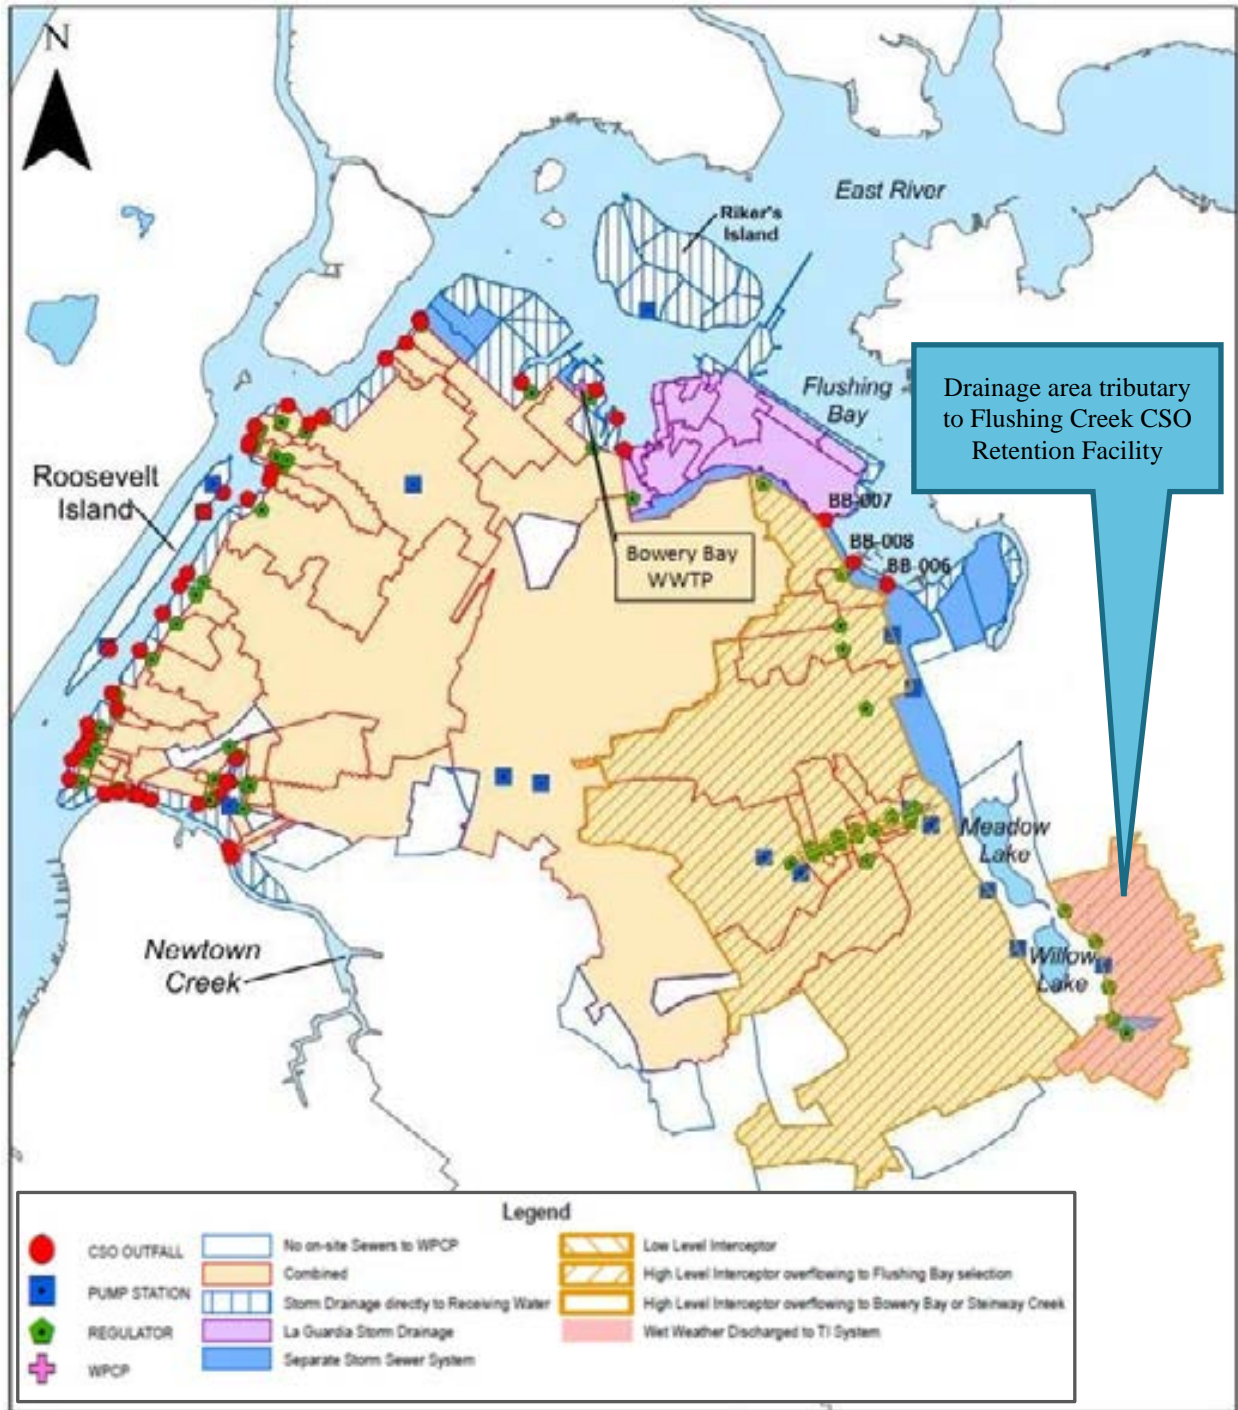 N
East River
Riker's
Island
Flushing
Bay
Drainage area tributary
to Flushing Creek CSO
Retention Facility
Roosevelt
Island
BB-007
BB-008
BB-006
Bowery Bay
WWTP
Meadow
Lake
Willow
Lake
Newtown
Creek
Legend
CSO OUTFALL
PUMP STATION
REGULATOR
WPCP
No on-site Sewers to WPCP
Combined
Storm Drainage directly to Receiving Water
La Guardia Storm Drainage
Separate Storm Sewer System
Low Level Interceptor
High Level Interceptor overflowing to Flushing Bay selection
High Level Interceptor overflowing to Bowery Bay or Steinway Creek
Wet Weather Discharged to TI System